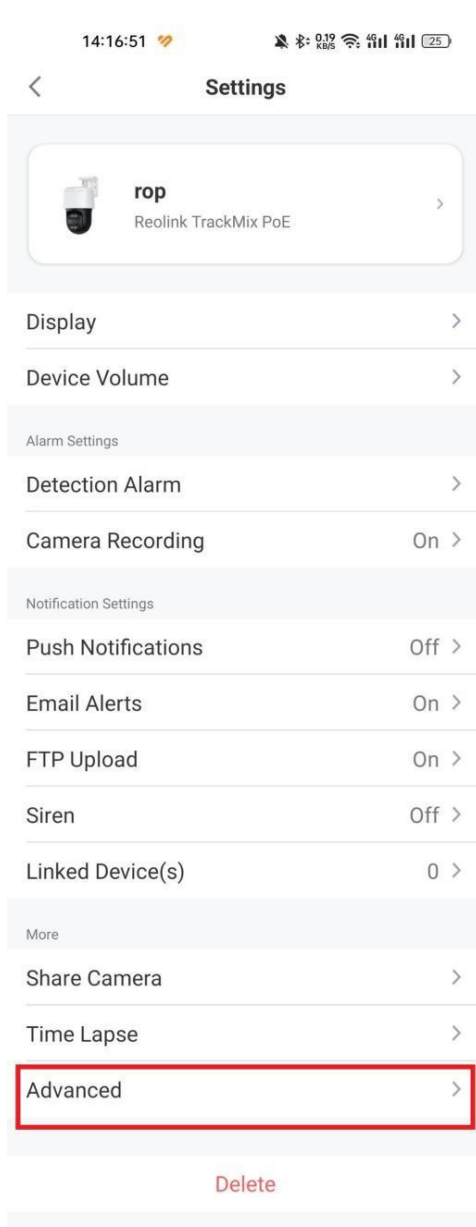 14:16:51 0.19 KB/S 4G 4G 25
Settings
rop
Reolink TrackMix PoE
Display
Device Volume
Alarm Settings
Detection Alarm
Camera Recording On
Notification Settings
Push Notifications Off
Email Alerts On
FTP Upload On
Siren Off
Linked Device(s) 0
More
Share Camera
Time Lapse
Advanced
Delete